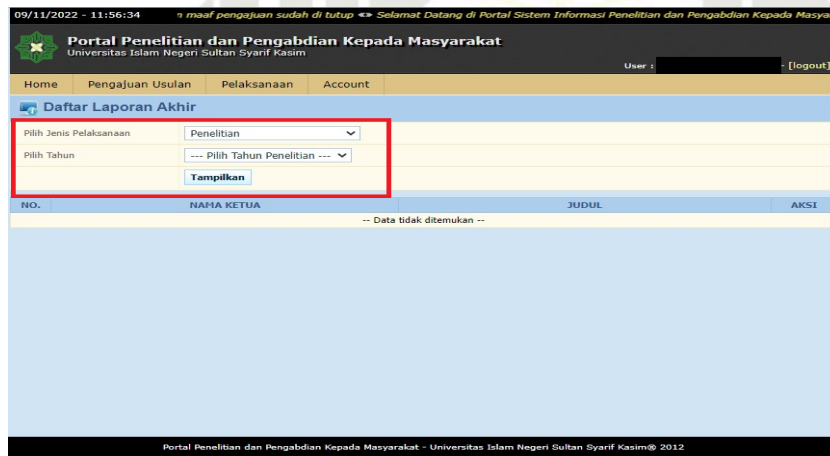 09/11/2022 - 11:56:34 maaf pengajuan sudah di tutup <> Selamat Datang di Portal Sistem Informasi Penelitian dan Pengabdian Kepada Masya
Portal Penelitian dan Pengabdian Kepada Masyarakat
Universitas Islam Negeri Sultan Syarif Kasim
User : - [logout]
Home Pengajuan Usulan Pelaksanaan Account
Daftar Laporan Akhir
Pilih Jenis Pelaksanaan Penelitian
Pilih Tahun --- Pilih Tahun Penelitian ---
Tampilkan
NO. NAMA KETUA JUDUL AKSI
-- Data tidak ditemukan --
Portal Penelitian dan Pengabdian Kepada Masyarakat - Universitas Islam Negeri Sultan Syarif Kasim® 2012